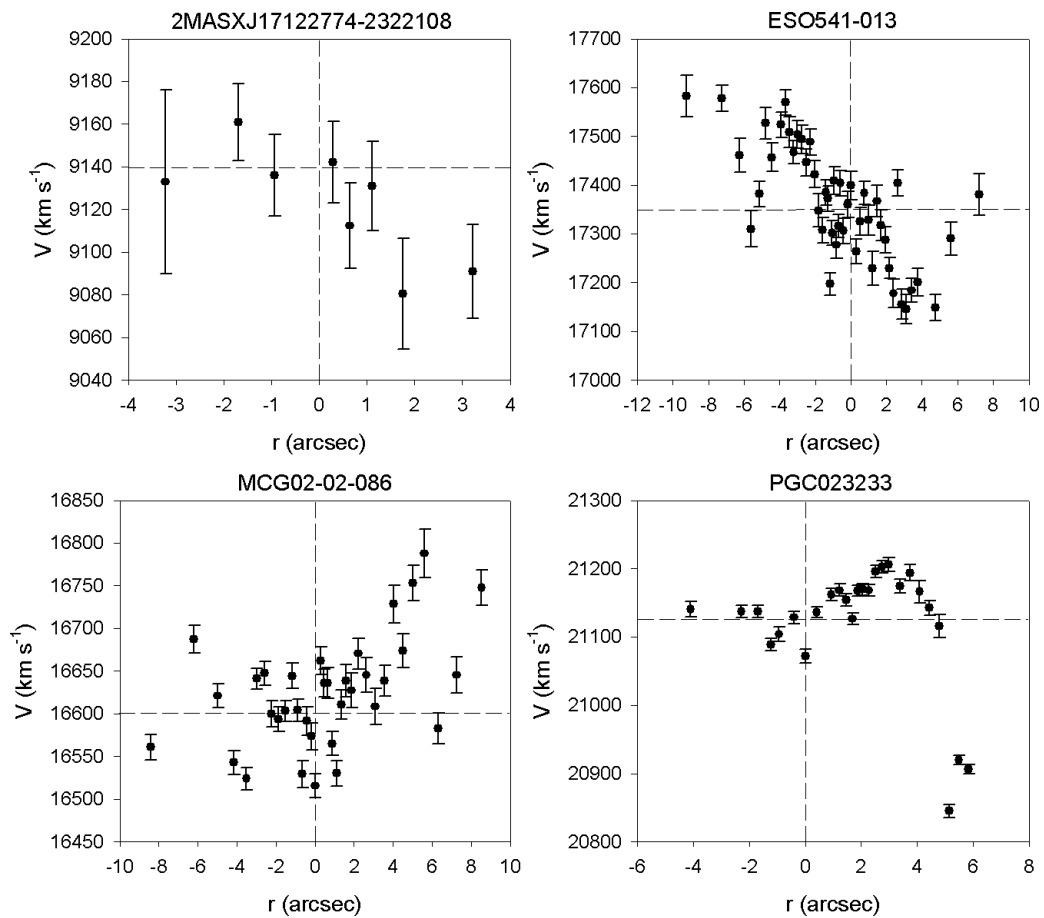 2MASXJ17122774-2322108
9200
9180
9160
9140
9120
9100
9080
9060
9040
V (km s⁻¹)
-4 -3 -2 -1 0 1 2 3 4
r (arcsec)
ESO541-013
17700
17600
17500
17400
17300
17200
17100
17000
V (km s⁻¹)
-12 -10 -8 -6 -4 -2 0 2 4 6 8 10
r (arcsec)
MCG02-02-086
16850
16800
16750
16700
16650
16600
16550
16500
16450
V (km s⁻¹)
-10 -8 -6 -4 -2 0 2 4 6 8 10
r (arcsec)
PGC023233
21300
21200
21100
21000
20900
20800
V (km s⁻¹)
-6 -4 -2 0 2 4 6 8
r (arcsec)